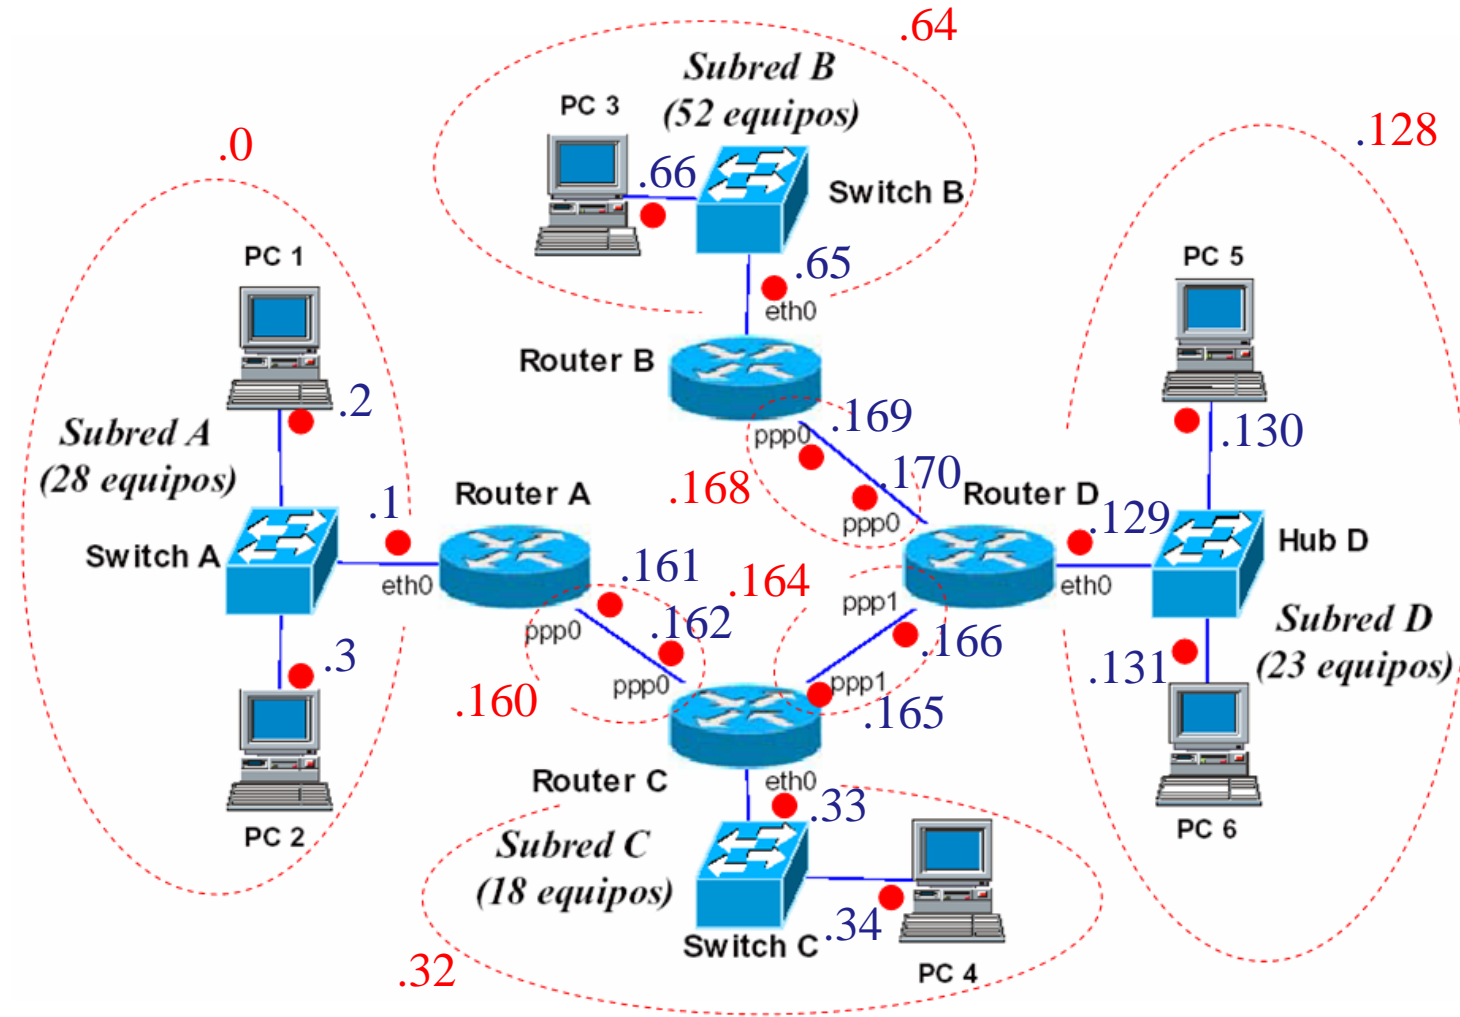 .64
Subred B
(52 equipos)
PC 3
.66
Switch B
.65
eth0
Router B
.0
PC 1
.2
Subred A
(28 equipos)
.1
Switch A
eth0
.3
PC 2
Router A
.161
ppp0
.162
ppp0
.160
.169
ppp0
.170
.168
ppp0
Router D
.164
ppp1
.166
ppp1
.165
.128
PC 5
.130
.129
eth0
Hub D
Subred D
(23 equipos)
.131
PC 6
Router C
eth0
.33
Subred C
(18 equipos)
.34
Switch C
PC 4
.32